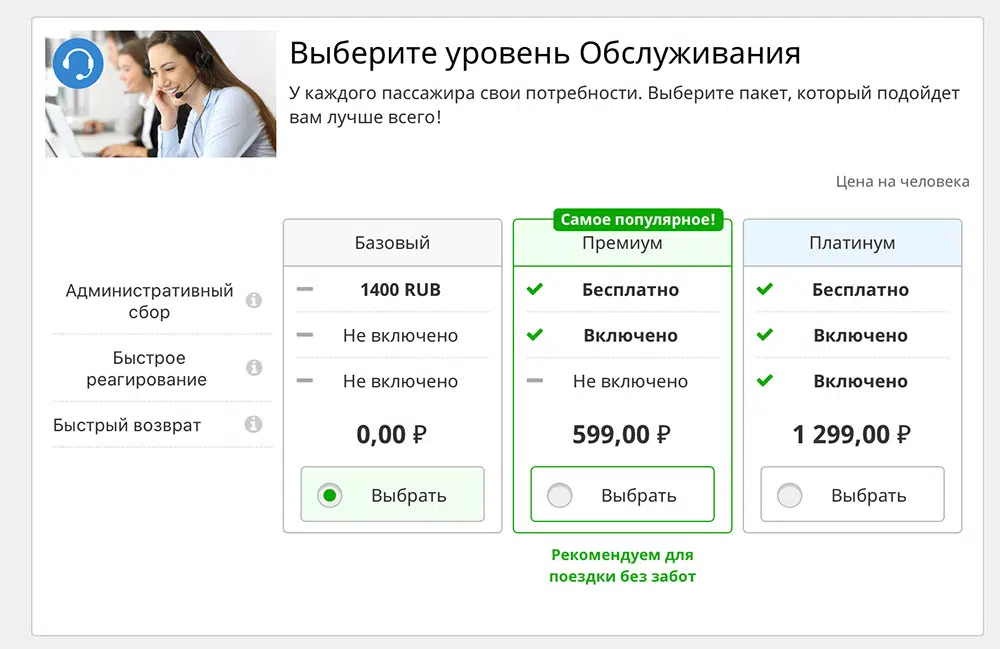 Выберите уровень Обслуживания
У каждого пассажира свои потребности. Выберите пакет, который подойдет
вам лучше всего!
Цена на человека
Самое популярное!
Базовый
Премиум
Платинум
Административный
сбор
1400 RUB
Бесплатно
Бесплатно
Быстрое
реагирование
Не включено
Включено
Включено
Быстрый возврат
Не включено
Не включено
Включено
0,00 ₽
599,00 ₽
1 299,00 ₽
Выбрать
Выбрать
Выбрать
Рекомендуем для
поездки без забот